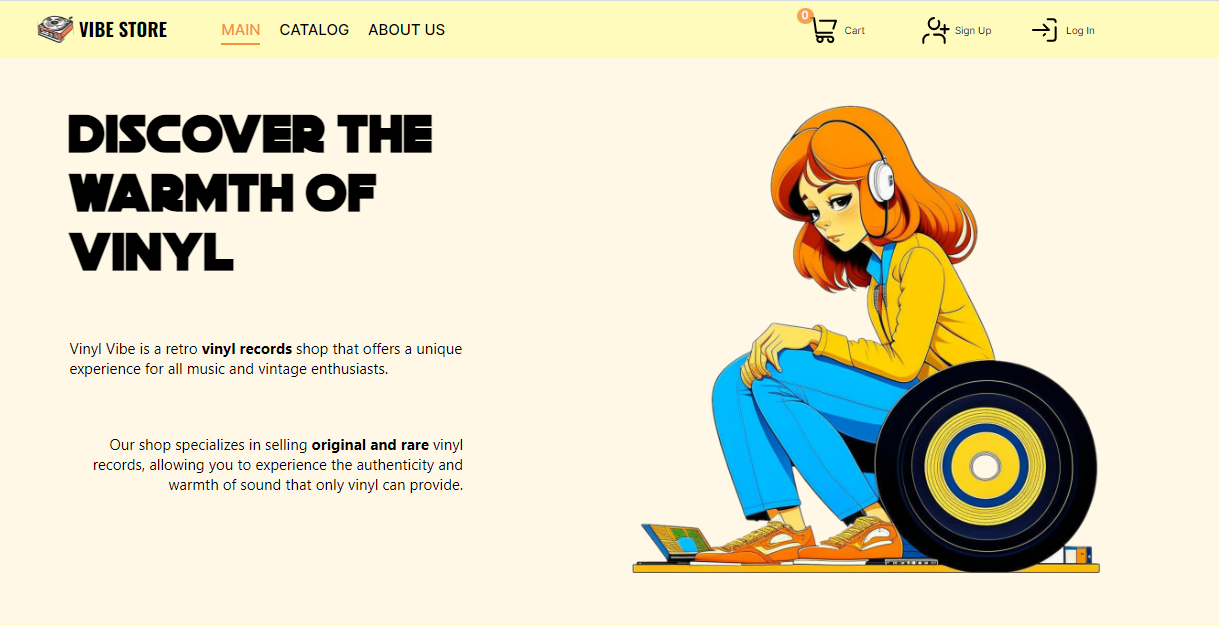 VIBE STORE
MAIN
CATALOG
ABOUT US
0
Cart
Sign Up
Log In
DISCOVER THE
WARMTH OF
VINYL
Vinyl Vibe is a retro vinyl records shop that offers a unique
experience for all music and vintage enthusiasts.
Our shop specializes in selling original and rare vinyl
records, allowing you to experience the authenticity and
warmth of sound that only vinyl can provide.